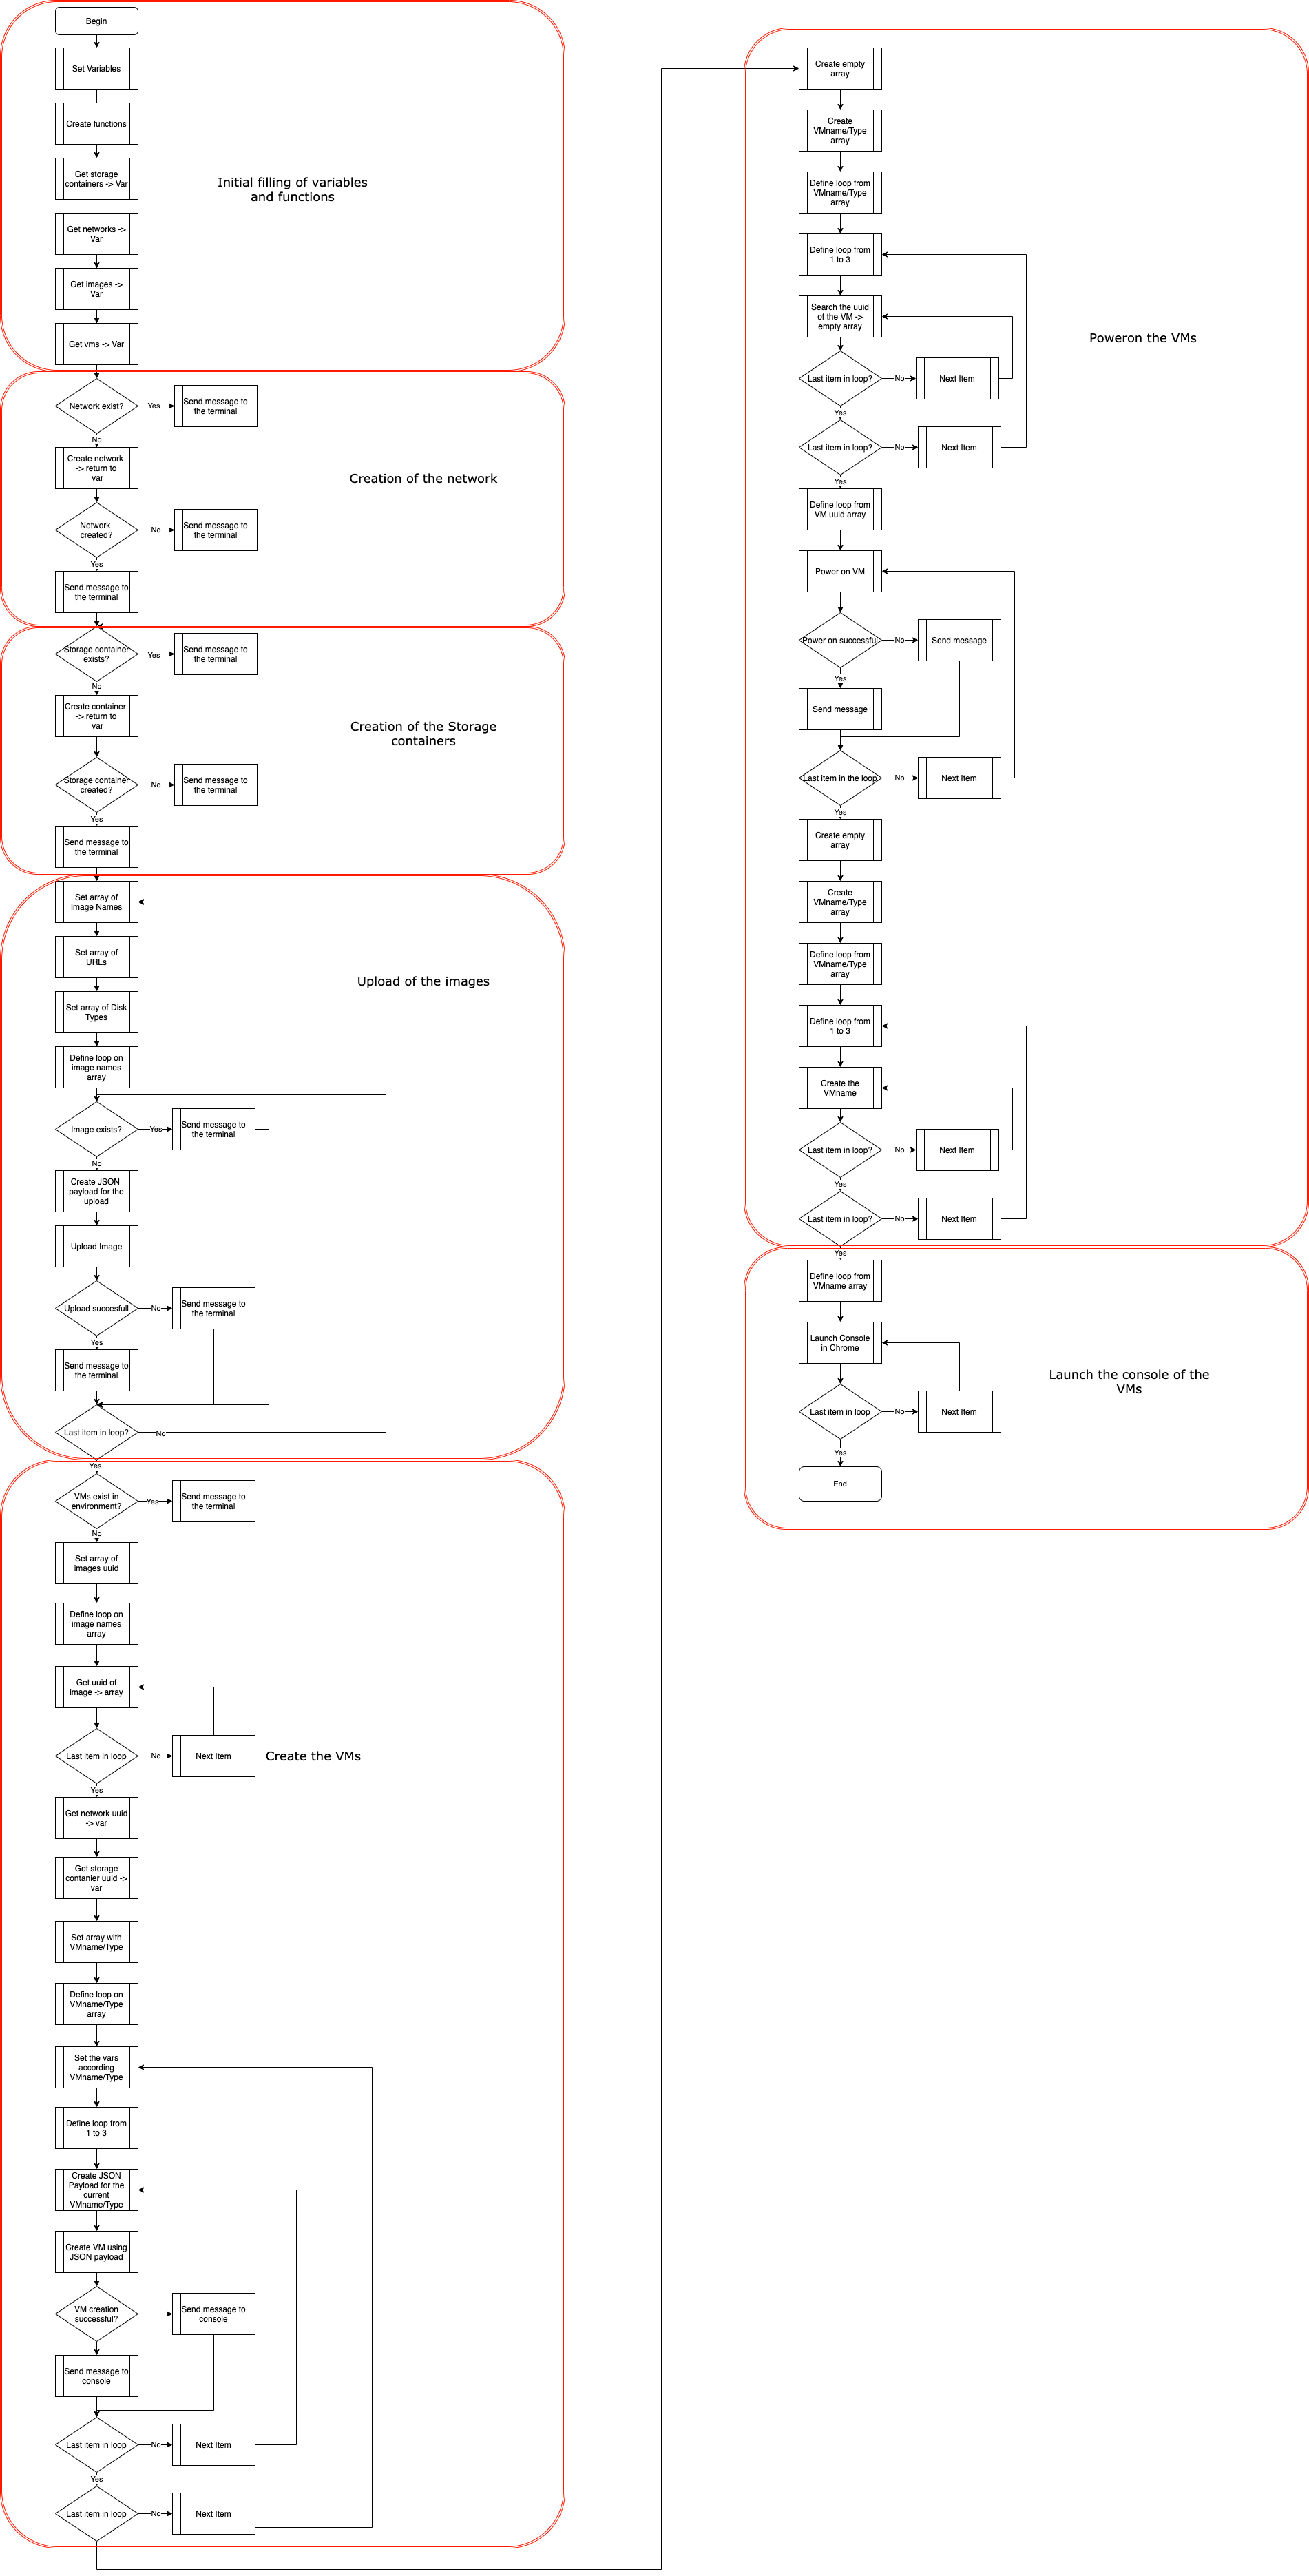 Begin
Set Variables
Create functions
Get storage
containers -> Var
Initial filling of variables
and functions
Get networks ->
Var
Get images ->
Var
Get vms -> Var
Network exist?
Yes
Send message to
the terminal
No
Create network
-> return to
var
Creation of the network
Network
created?
No
Send message to
the terminal
Yes
Send message to
the terminal
Storage container
exists?
Yes
Send message to
the terminal
No
Create container
-> return to
var
Creation of the Storage
containers
Storage container
created?
No
Send message to
the terminal
Yes
Send message to
the terminal
Set array of
Image Names
Set array of
URLs
Upload of the images
Set array of Disk
Types
Define loop on
image names
array
Image exists?
Yes
Send message to
the terminal
No
Create JSON
payload for the
upload
Upload Image
Upload succesfull
No
Send message to
the terminal
Yes
Send message to
the terminal
Last item in loop?
No
Yes
VMs exist in
environment?
Yes
Send message to
the terminal
No
Set array of
images uuid
Define loop on
image names
array
Get uuid of
image -> array
Last item in loop
No
Next Item
Create the VMs
Yes
Get network uuid
-> var
Get storage
contanier uuid ->
var
Set array with
VMname/Type
Define loop on
VMname/Type
array
Set the vars
according
VMname/Type
Define loop from
1 to 3
Create JSON
Payload for the
current
VMname/Type
Create VM using
JSON payload
VM creation
successful?
Send message to
console
Send message to
console
Last item in loop
No
Next Item
Yes
Last item in loop
No
Next Item
Create empty
array
Create
VMname/Type
array
Define loop from
VMname/Type
array
Define loop from
1 to 3
Search the uuid
of the VM ->
empty array
Poweron the VMs
Last item in loop?
No
Next Item
Yes
Last item in loop?
No
Next Item
Yes
Define loop from
VM uuid array
Power on VM
Power on successful
No
Send message
Yes
Send message
Last item in the loop
No
Next Item
Yes
Create empty
array
Create
VMname/Type
array
Define loop from
VMname/Type
array
Define loop from
1 to 3
Create the
VMname
Last item in loop?
No
Next Item
Yes
Last item in loop?
No
Next Item
Yes
Define loop from
VMname array
Launch Console
in Chrome
Launch the console of the
VMs
Last item in loop
No
Next Item
Yes
End